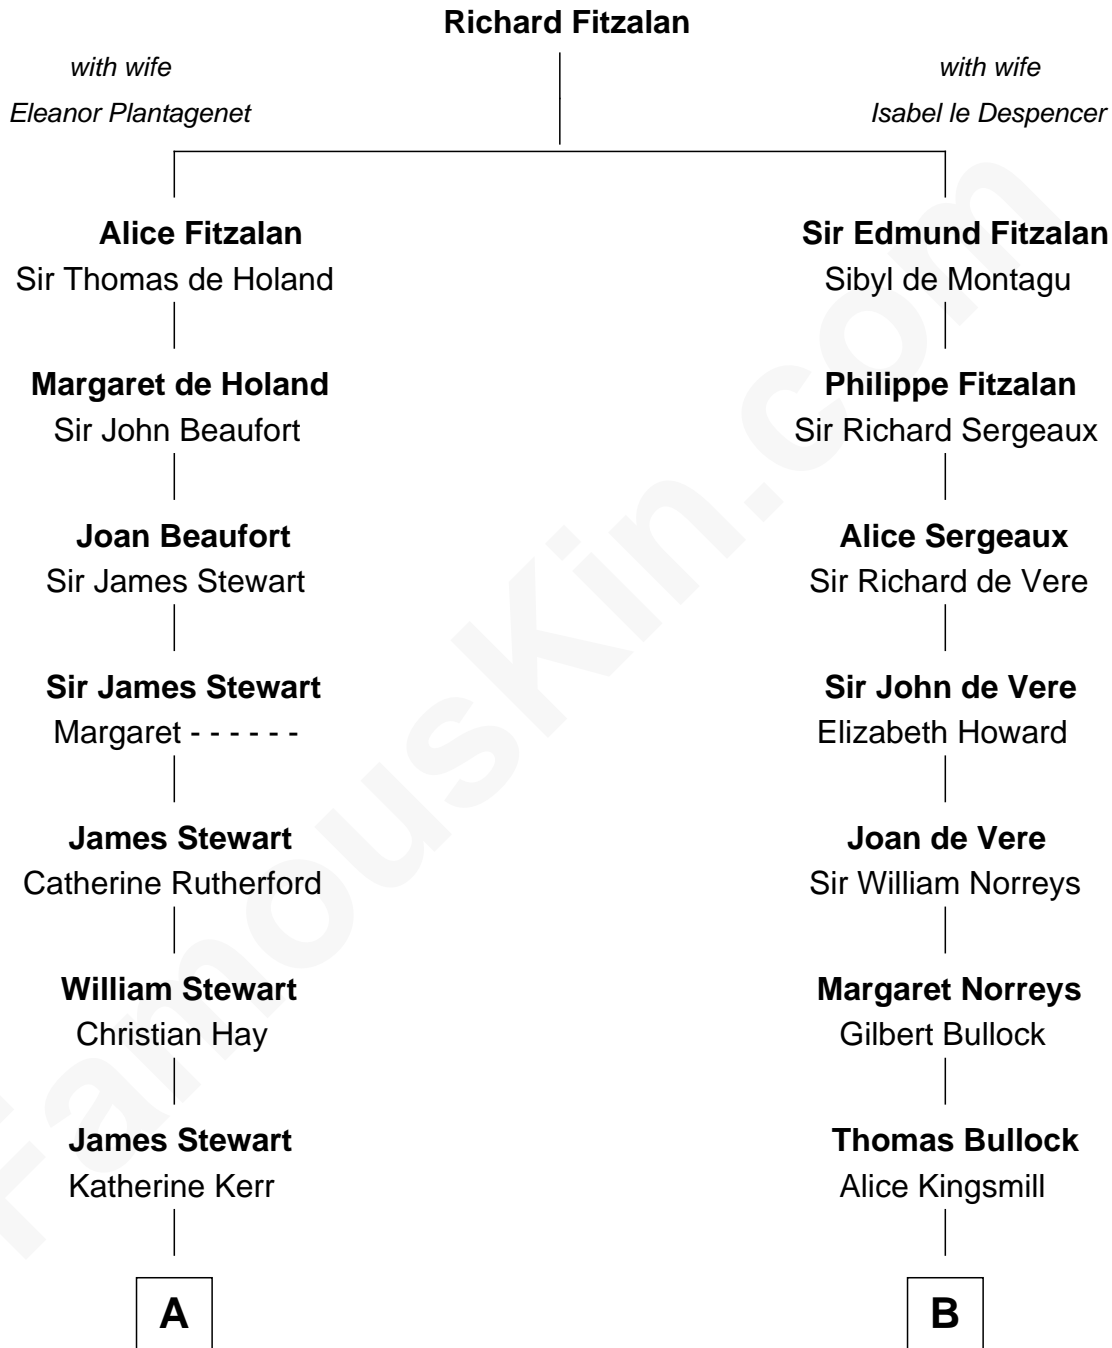 Richard Fitzalan
with wife
Eleanor Plantagenet
with wife
Isabel le Despencer
Alice Fitzalan
Sir Thomas de Holand
Sir Edmund Fitzalan
Sibyl de Montagu
Margaret de Holand
Sir John Beaufort
Philippe Fitzalan
Sir Richard Sergeaux
Joan Beaufort
Sir James Stewart
Alice Sergeaux
Sir Richard de Vere
Sir James Stewart
Margaret - - - - - -
Sir John de Vere
Elizabeth Howard
James Stewart
Catherine Rutherford
Joan de Vere
Sir William Norreys
William Stewart
Christian Hay
Margaret Norreys
Gilbert Bullock
James Stewart
Katherine Kerr
Thomas Bullock
Alice Kingsmill
A
B
FamousKin.com